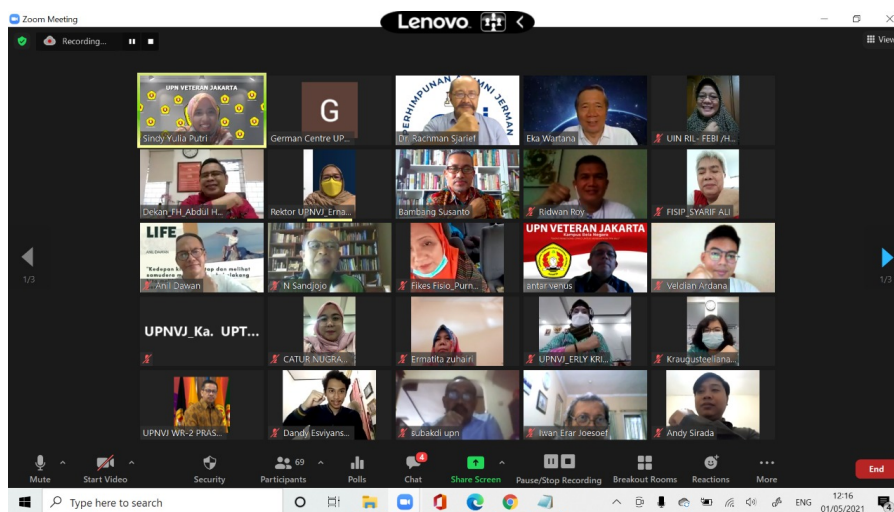 Zoom Meeting
Lenovo
Recording...
View
UPN VETERAN JAKARTA
Sindy Yulia Putri
G
German Centre UP...
PERHIMPUNAN ALUMNI JERMAN
Dr. Rachman Sjarief
Eka Wartana
UIN RIL- FEBI /H...
Dekan_FH_Abdul H...
Rektor UPNVJ_Erna...
Bambang Susanto
Ridwan Roy
FISIP_SYARIF ALI
LIFE
Anil Dawan
N Sandjojo
Fikes Fisio_Purn...
UPN VETERAN JAKARTA
antar venus
Veldian Ardana
1/3
1/3
UPNVJ_Ka. UPT...
CATUR NUGRA...
Ermatita zuhairi
UPNVJ_ERLY KRI...
Kraugusteeliana...
UPNVJ WR-2 PRAS...
Dandy Esviyans...
subakdi upn
Iwan Erar Joesoef
Andy Sirada
Mute
Start Video
Security
69
Participants
Polls
4
Chat
Share Screen
Pause/Stop Recording
Breakout Rooms
Reactions
More
End
Type here to search
ENG
12:16
01/05/2021